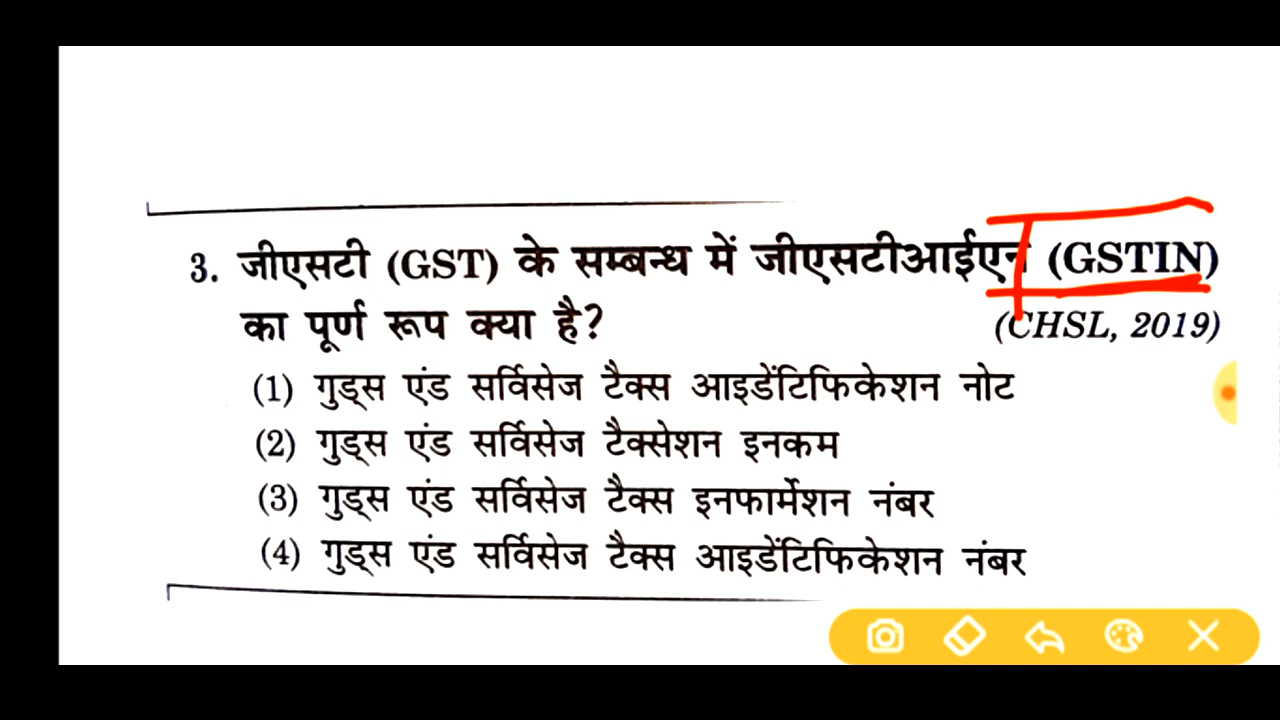 3. जीएसटी (GST) के सम्बन्ध में जीएसटीआईएन (GSTIN)
का पूर्ण रूप क्या है? (CHSL, 2019)
(1) गुड्स एंड सर्विसेज टैक्स आइडेंटिफिकेशन नोट
(2) गुड्स एंड सर्विसेज टैक्सेशन इनकम
(3) गुड्स एंड सर्विसेज टैक्स इनफार्मेशन नंबर
(4) गुड्स एंड सर्विसेज टैक्स आइडेंटिफिकेशन नंबर